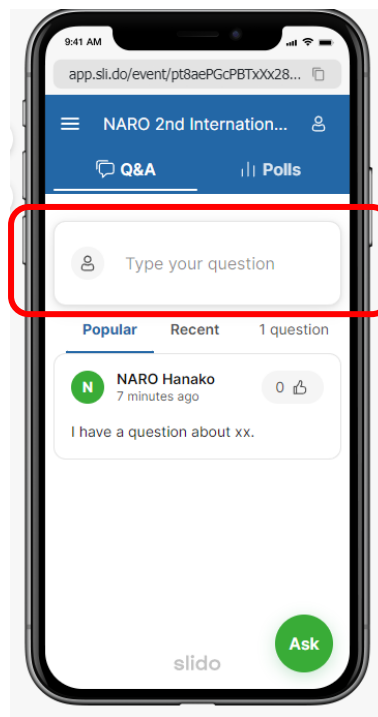 9:41 AM
app.sli.do/event/pt8aePGcPBTxXx28...
NARO 2nd Internation...
Q&A Polls
Type your question
Popular Recent 1 question
N NARO Hanako 0
7 minutes ago
I have a question about xx.
Ask
slido